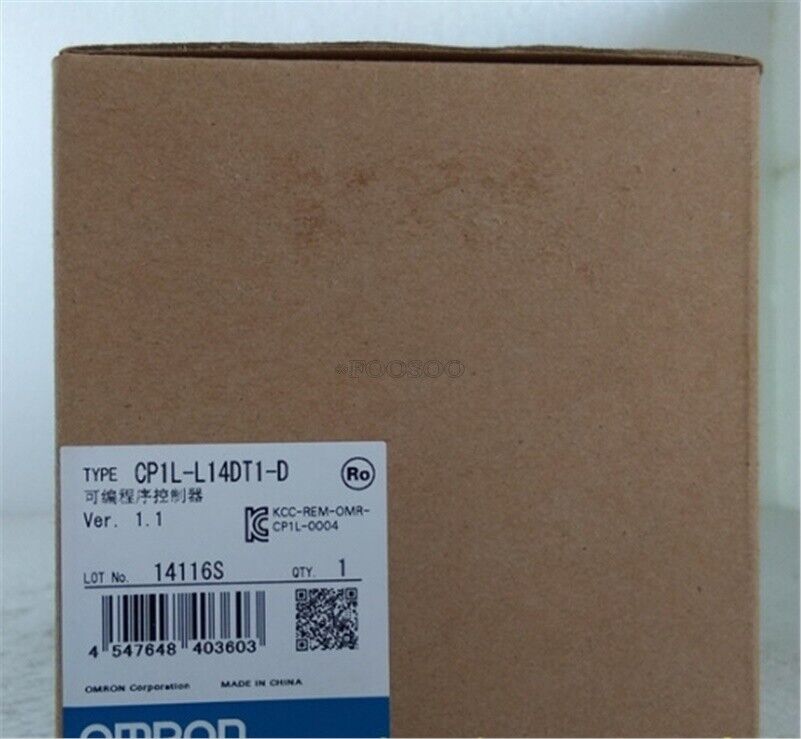 «FOOSOO
TYPE CP1L-L14DT1-D Ro
可编程序控制器
Ver. 1.1
KCC-REM-OMR-
CP1L-0004
LOT No. 14116S QTY. 1
4 547648 403603
OMRON Corporation MADE IN CHINA
OMRON